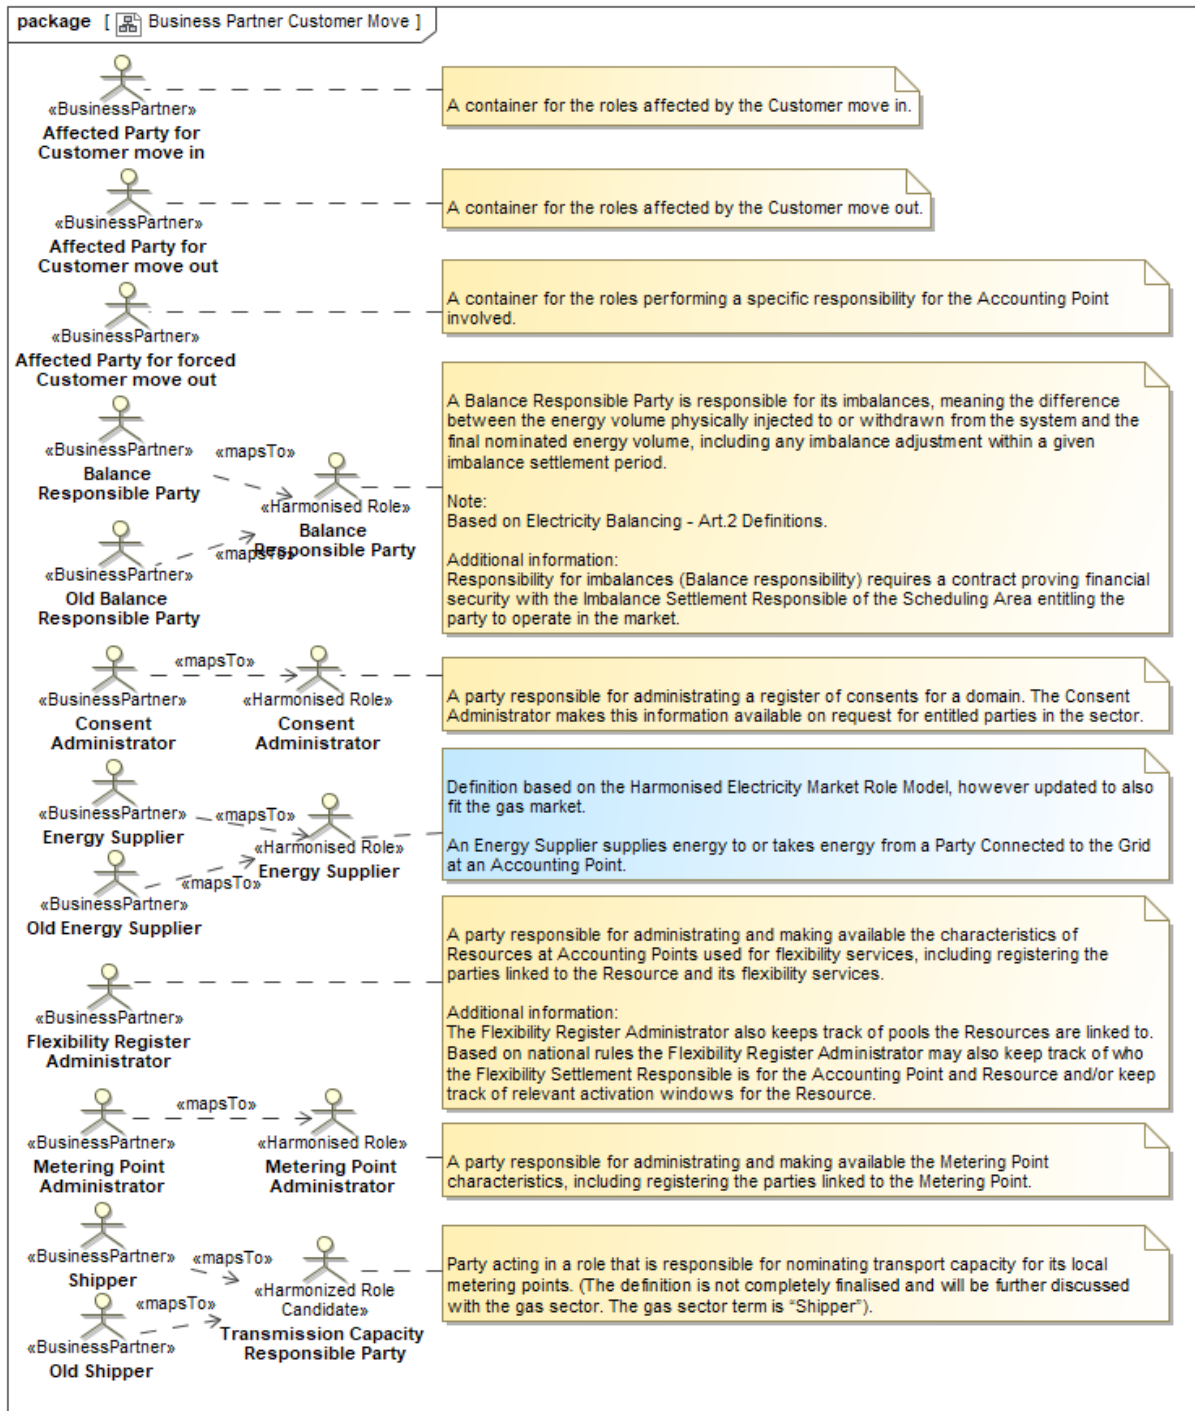 package [ Business Partner Customer Move ]
«BusinessPartner»
Affected Party for
Customer move in
A container for the roles affected by the Customer move in.
«BusinessPartner»
Affected Party for
Customer move out
A container for the roles affected by the Customer move out.
«BusinessPartner»
Affected Party for forced
Customer move out
A container for the roles performing a specific responsibility for the Accounting Point
involved.
«BusinessPartner»
Balance
Responsible Party
«mapsTo»
«Harmonised Role»
Balance
Responsible Party
«mapsTo»
«BusinessPartner»
Old Balance
Responsible Party
A Balance Responsible Party is responsible for its imbalances, meaning the difference
between the energy volume physically injected to or withdrawn from the system and the
final nominated energy volume, including any imbalance adjustment within a given
imbalance settlement period.
Note:
Based on Electricity Balancing - Art.2 Definitions.
Additional information:
Responsibility for imbalances (Balance responsibility) requires a contract proving financial
security with the Imbalance Settlement Responsible of the Scheduling Area entitling the
party to operate in the market.
«BusinessPartner»
Consent
Administrator
«mapsTo»
«Harmonised Role»
Consent
Administrator
A party responsible for administrating a register of consents for a domain. The Consent
Administrator makes this information available on request for entitled parties in the sector.
«BusinessPartner»
Energy Supplier
«mapsTo»
«Harmonised Role»
Energy Supplier
«mapsTo»
«BusinessPartner»
Old Energy Supplier
Definition based on the Harmonised Electricity Market Role Model, however updated to also
fit the gas market.
An Energy Supplier supplies energy to or takes energy from a Party Connected to the Grid
at an Accounting Point.
«BusinessPartner»
Flexibility Register
Administrator
A party responsible for administrating and making available the characteristics of
Resources at Accounting Points used for flexibility services, including registering the
parties linked to the Resource and its flexibility services.
Additional information:
The Flexibility Register Administrator also keeps track of pools the Resources are linked to.
Based on national rules the Flexibility Register Administrator may also keep track of who
the Flexibility Settlement Responsible is for the Accounting Point and Resource and/or keep
track of relevant activation windows for the Resource.
«BusinessPartner»
Metering Point
Administrator
«mapsTo»
«Harmonised Role»
Metering Point
Administrator
A party responsible for administrating and making available the Metering Point
characteristics, including registering the parties linked to the Metering Point.
«BusinessPartner»
Shipper
«mapsTo»
«Harmonized Role
Candidate»
Transmission Capacity
Responsible Party
«mapsTo»
«BusinessPartner»
Old Shipper
Party acting in a role that is responsible for nominating transport capacity for its local
metering points. (The definition is not completely finalised and will be further discussed
with the gas sector. The gas sector term is “Shipper”).